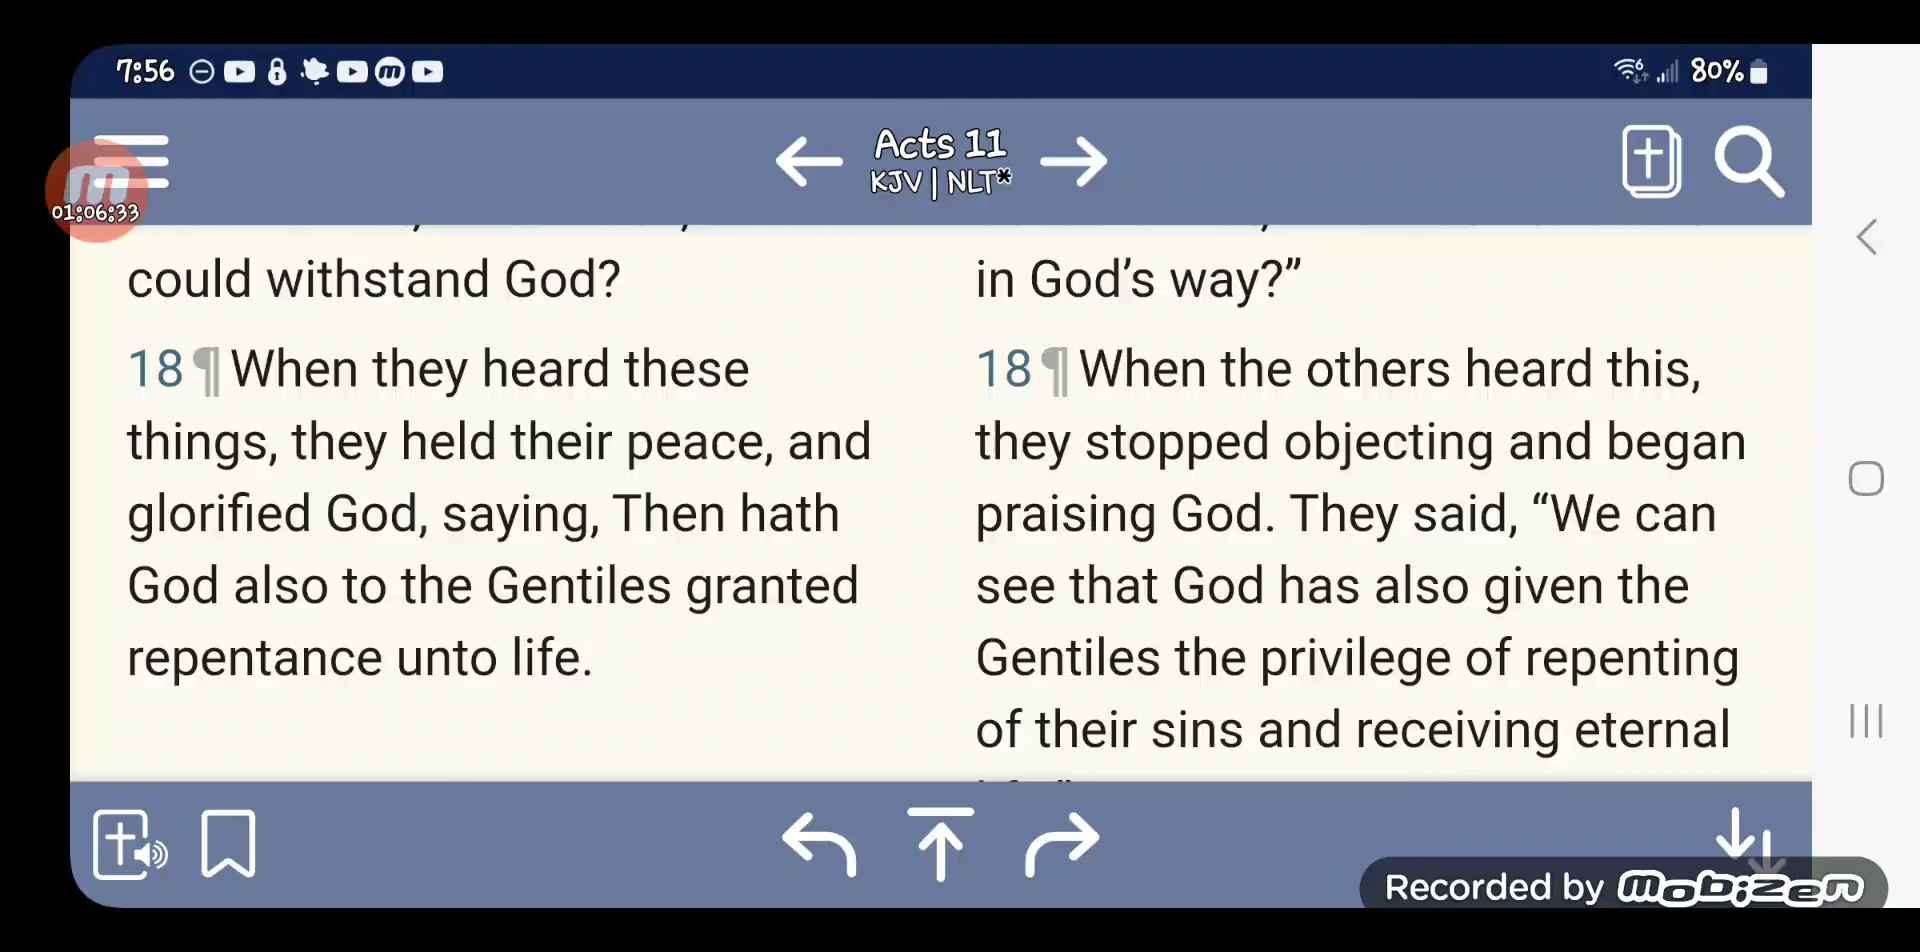 7:56
80%
Acts 11
KJV | NLT*
01:06:33
could withstand God?
18 ¶ When they heard these
things, they held their peace, and
glorified God, saying, Then hath
God also to the Gentiles granted
repentance unto life.
in God’s way?”
18 ¶ When the others heard this,
they stopped objecting and began
praising God. They said, “We can
see that God has also given the
Gentiles the privilege of repenting
of their sins and receiving eternal
Recorded by Mobizen